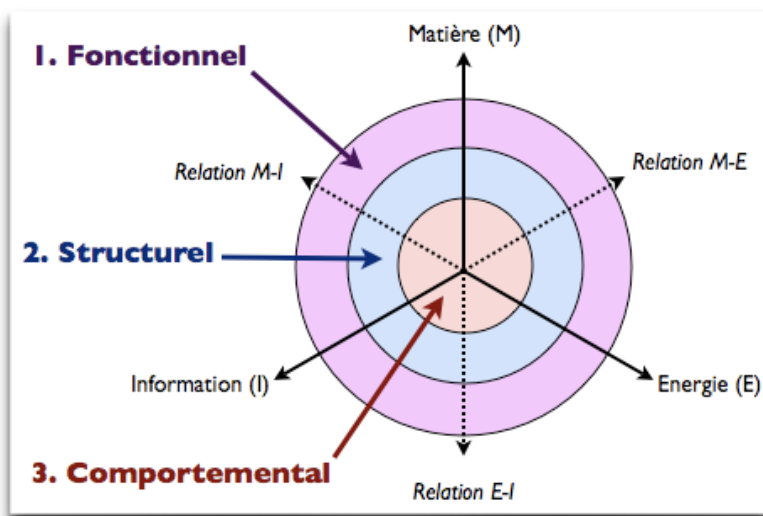 Matière (M)
1. Fonctionnel
Relation M-I
Relation M-E
2. Structurel
Information (I)
Energie (E)
3. Comportemental
Relation E-I